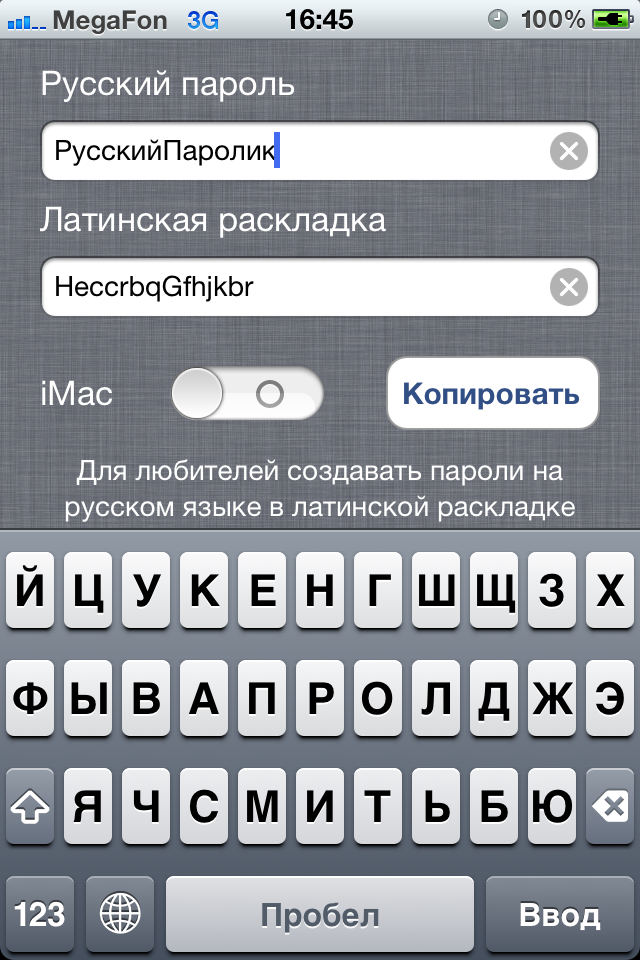 MegaFon 3G 16:45 100%
Русский пароль
РусскийПаролик
Латинская раскладка
HeccrbqGfhjkbr
iMac Копировать
Для любителей создавать пароли на
русском языке в латинской раскладке
Й Ц У К Е Н Г Ш Щ З Х
Ф Ы В А П Р О Л Д Ж Э
Я Ч С М И Т Ь Б Ю
123 Пробел Ввод